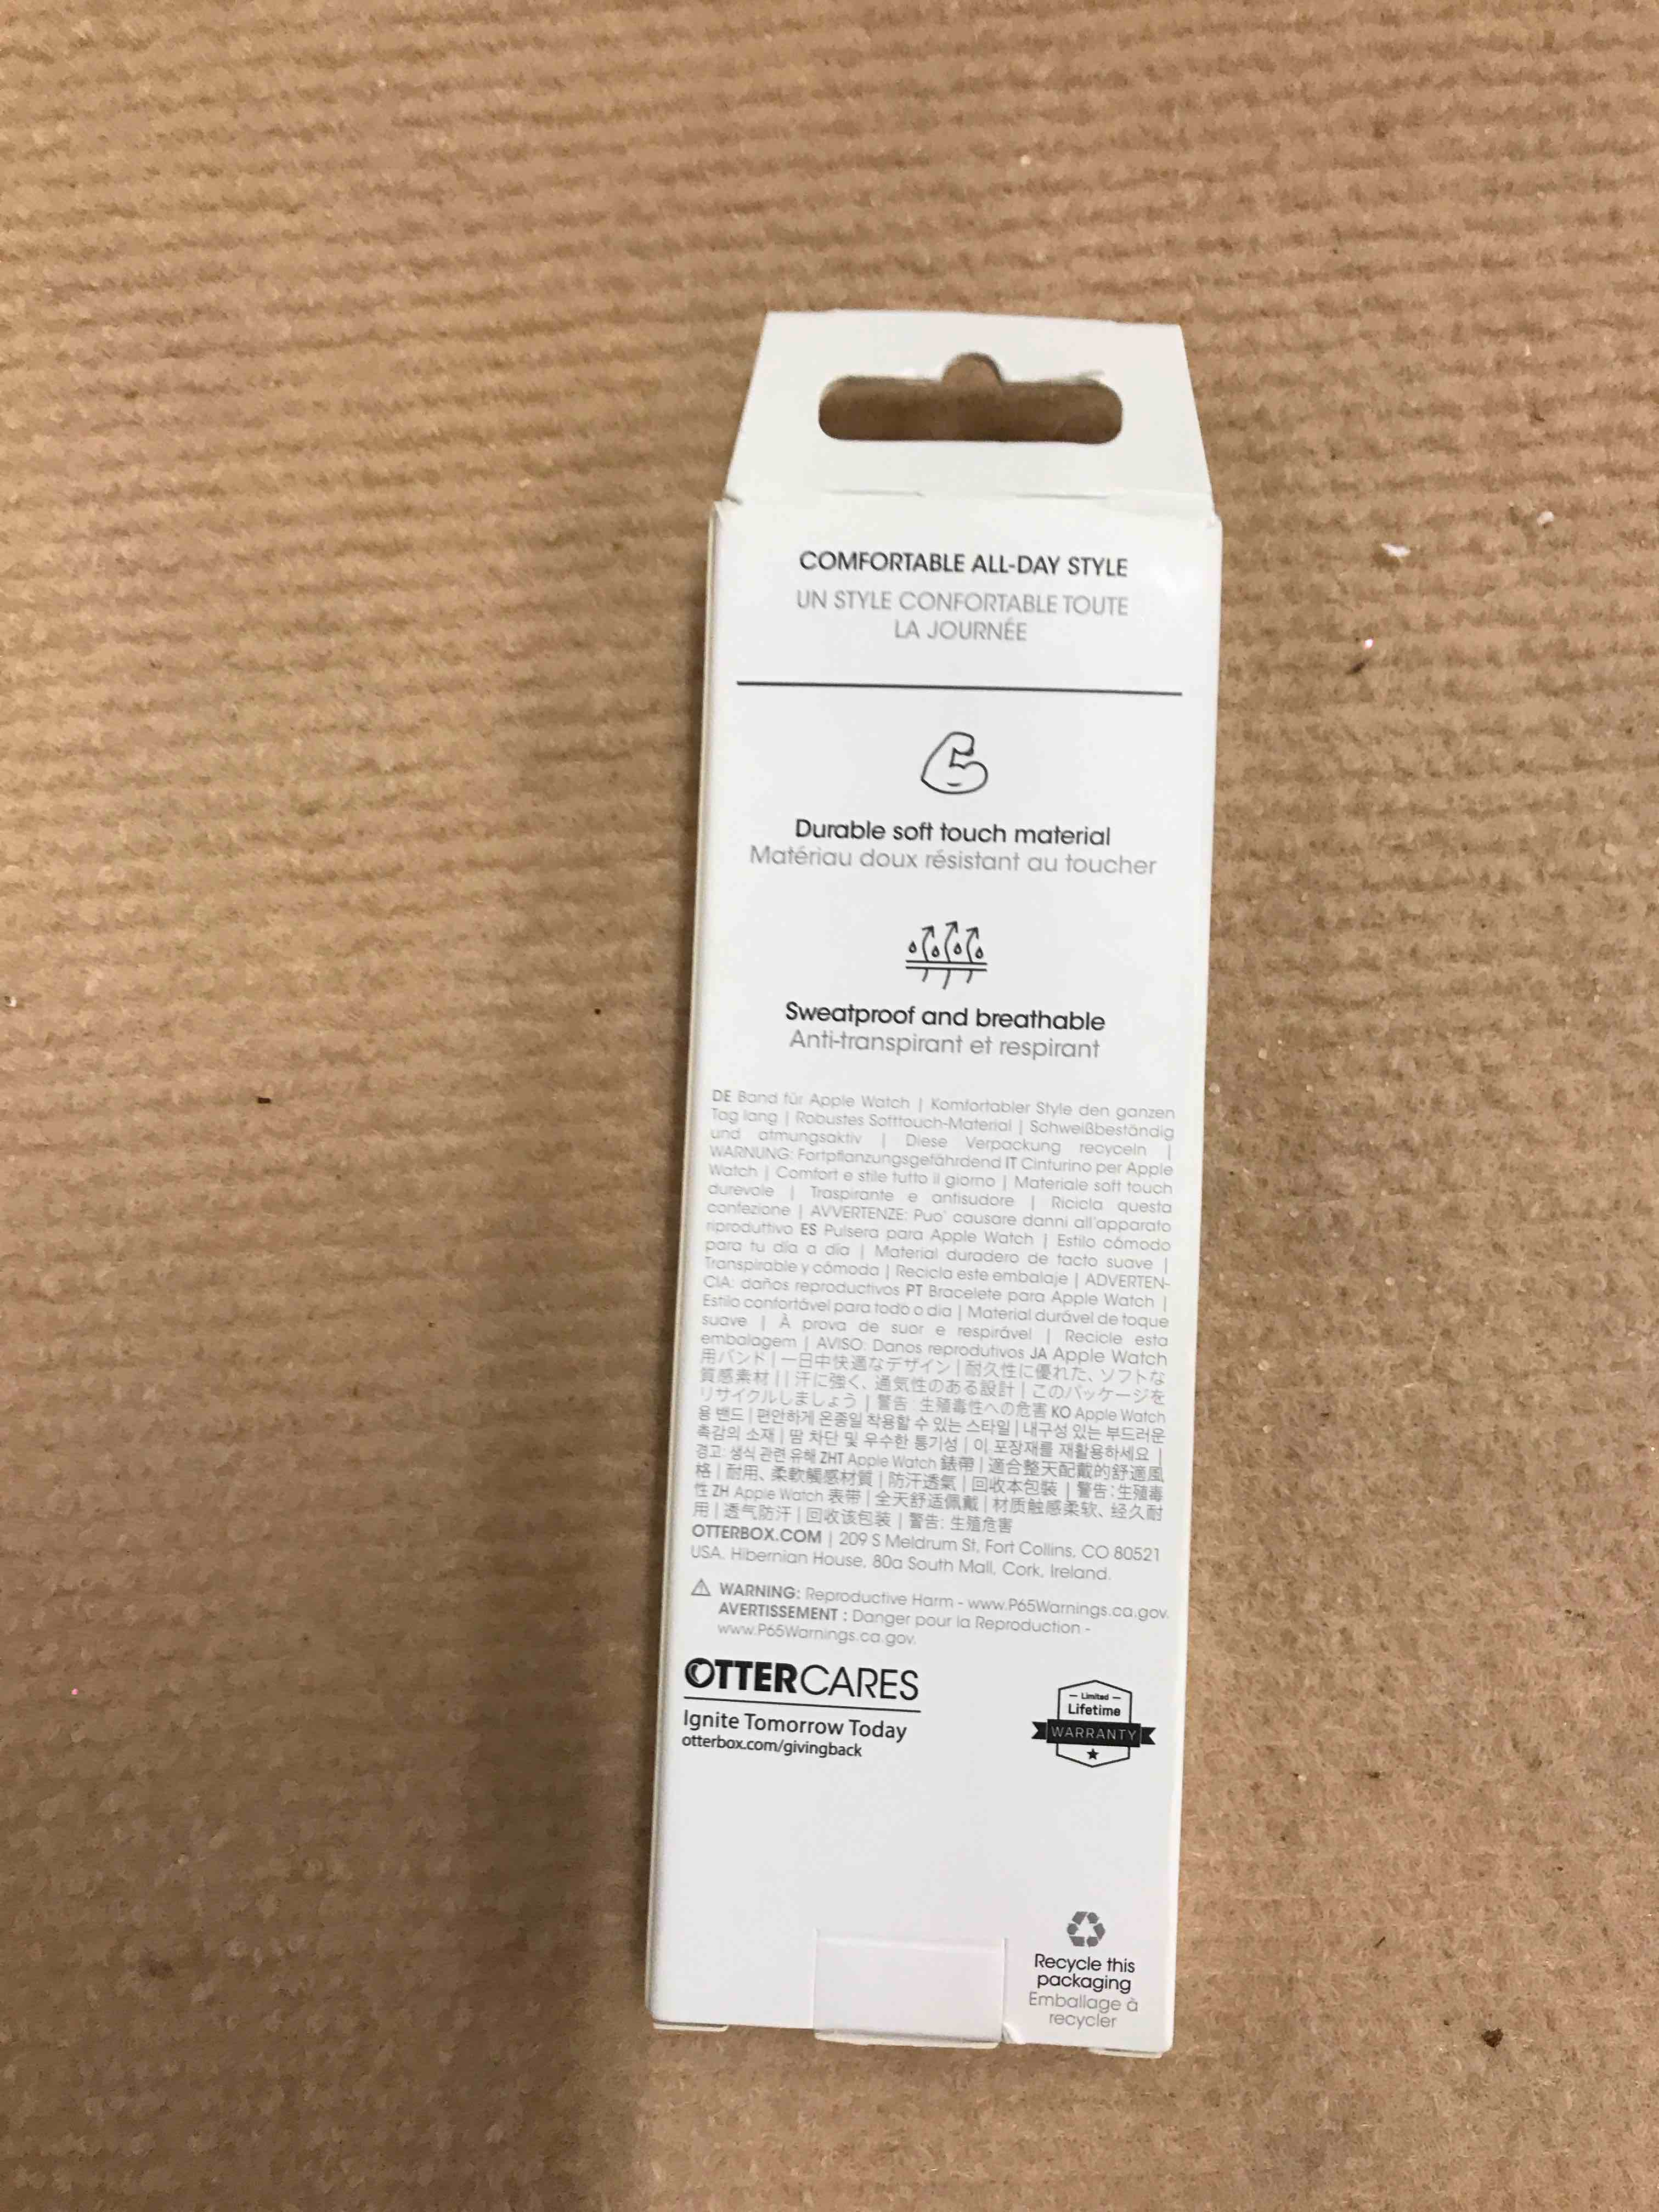 COMFORTABLE ALL-DAY STYLE
UN STYLE CONFORTABLE TOUTE
LA JOURNÉE
Durable soft touch material
Matériau doux résistant au toucher
Sweatproof and breathable
Anti-transpirant et respirant
DE Band für Apple Watch | Komfortabler Style den ganzen
Tag lang | Robustes Softtouch-Material | Schweißbeständig
und atmungsaktiv | Diese Verpackung recyceln |
WARNUNG: Fortpflanzungsgefährdend IT Cinturino per Apple
Watch | Comfort e stile tutto il giorno | Materiale soft touch
durevole | Traspirante e antisudore | Ricicla questa
confezione | AVVERTENZE: Puo' causare danni all'apparato
riproduttivo ES Pulsera para Apple Watch | Estilo cómodo
para tu día a día | Material duradero de tacto suave |
Transpirable y cómoda | Recicla este embalaje | ADVERTEN-
CIA: daños reproductivos PT Bracelete para Apple Watch |
Estilo confortável para todo o dia | Material durável de toque
suave | À prova de suor e respirável | Recicle esta
embalagem | AVISO: Danos reprodutivos JA Apple Watch
用バンド | 一日中快適なデザイン | 耐久性に優れた、ソフトな
質感素材 | | 汗に強く、通気性のある設計 | このパッケージを
リサイクルしましょう | 警告：生殖毒性への危害 KO Apple Watch
용 밴드 | 편안하게 온종일 착용할 수 있는 스타일 | 내구성 있는 부드러운
촉감의 소재 | 땀 차단 및 우수한 통기성 | 이 포장재를 재활용하세요 |
경고: 생식 관련 유해 ZHT Apple Watch 錶帶 | 適合整天配戴的舒適風
格 | 耐用、柔軟觸感材質 | 防汗透氣 | 回收本包裝 | 警告：生殖毒
性 ZH Apple Watch 表带 | 全天舒适佩戴 | 材质触感柔软、经久耐
用 | 透气防汗 | 回收该包装 | 警告: 生殖危害
OTTERBOX.COM | 209 S Meldrum St, Fort Collins, CO 80521
USA. Hibernian House, 80a South Mall, Cork, Ireland.
⚠ WARNING: Reproductive Harm - www.P65Warnings.ca.gov.
AVERTISSEMENT : Danger pour la Reproduction -
www.P65Warnings.ca.gov.
OTTERCARES
Ignite Tomorrow Today
otterbox.com/givingback
Limited
Lifetime
WARRANTY
Recycle this
packaging
Emballage à
recycler